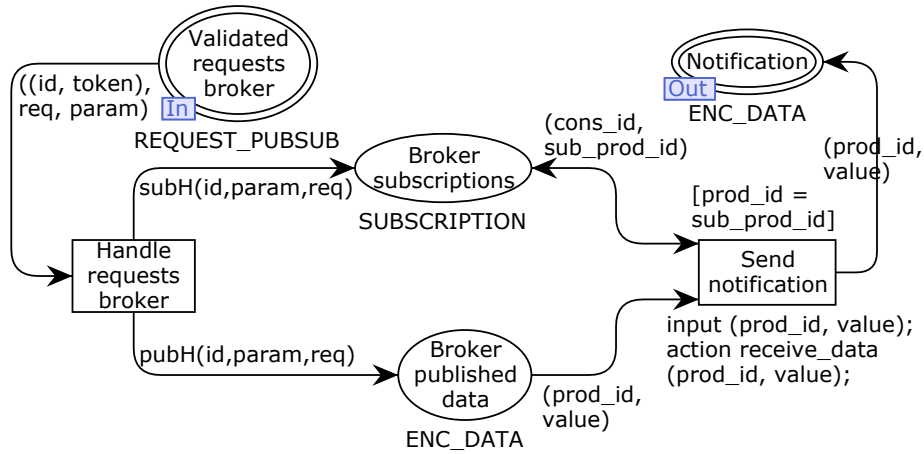 Validated
requests
broker
In
REQUEST_PUBSUB
((id, token),
req, param)
Notification
Out
ENC_DATA
(cons_id,
sub_prod_id)
(prod_id,
value)
Broker
subscriptions
SUBSCRIPTION
subH(id,param,req)
[prod_id =
sub_prod_id]
Handle
requests
broker
Send
notification
input (prod_id, value);
action receive_data
(prod_id, value);
pubH(id,param,req)
Broker
published
data
ENC_DATA
(prod_id,
value)